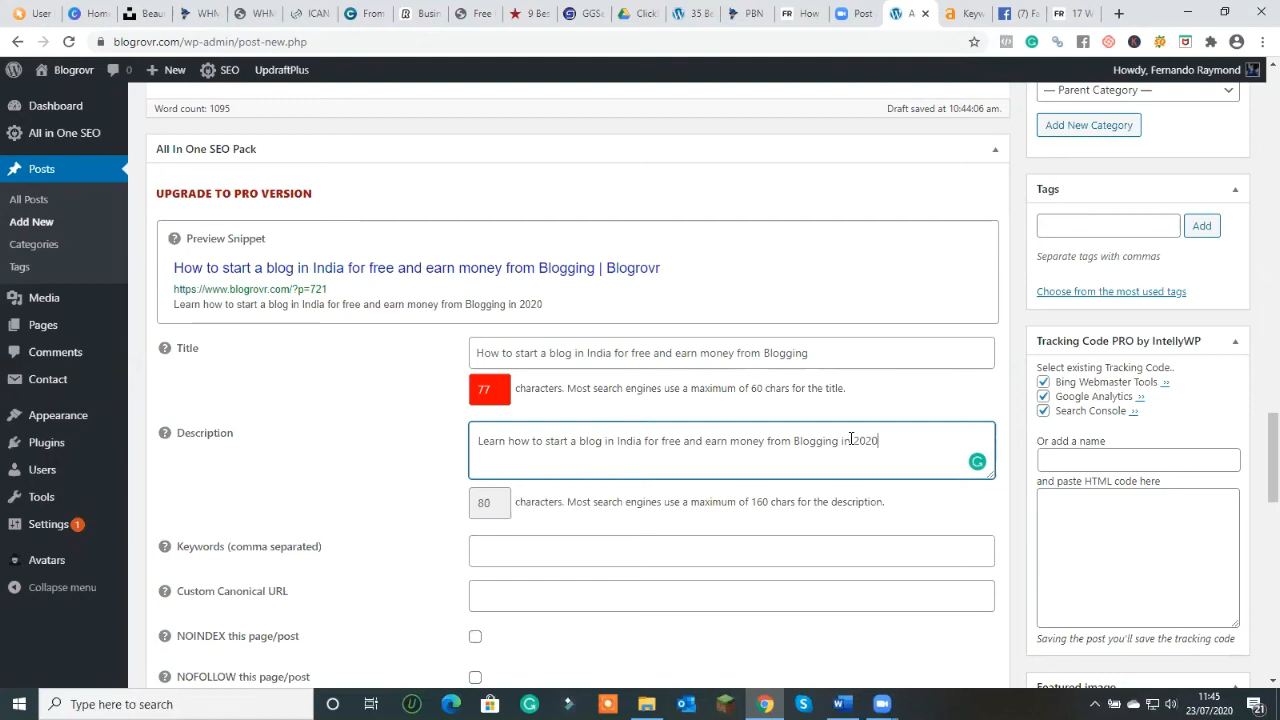 User
Busin
WHN
WHM
ICAN
From
Busin
Free
9 Bes
GGSe
Click
35 B
PBN
How
Post
A
Keyw
(7) Fa
17 W
blogrovr.com/wp-admin/post-new.php
Blogrovr
0
New
SEO
UpdraftPlus
Howdy, Fernando Raymond
Dashboard
All in One SEO
Posts
All Posts
Add New
Categories
Tags
Media
Pages
Comments
Contact
Appearance
Plugins
Users
Tools
Settings 1
Avatars
Collapse menu
Word count: 1095
Draft saved at 10:44:06 am.
All In One SEO Pack
UPGRADE TO PRO VERSION
Preview Snippet
How to start a blog in India for free and earn money from Blogging | Blogrovr
https://www.blogrovr.com/?p=721
Learn how to start a blog in India for free and earn money from Blogging in 2020
Title
How to start a blog in India for free and earn money from Blogging
77 characters. Most search engines use a maximum of 60 chars for the title.
Description
Learn how to start a blog in India for free and earn money from Blogging in 2020
80 characters. Most search engines use a maximum of 160 chars for the description.
Keywords (comma separated)
Custom Canonical URL
NOINDEX this page/post
NOFOLLOW this page/post
— Parent Category —
Add New Category
Tags
Add
Separate tags with commas
Choose from the most used tags
Tracking Code PRO by IntellyWP
Select existing Tracking Code..
Bing Webmaster Tools »
Google Analytics »
Search Console »
Or add a name
and paste HTML code here
Saving the post you'll save the tracking code
Featured image
Type here to search
11:45
23/07/2020
21